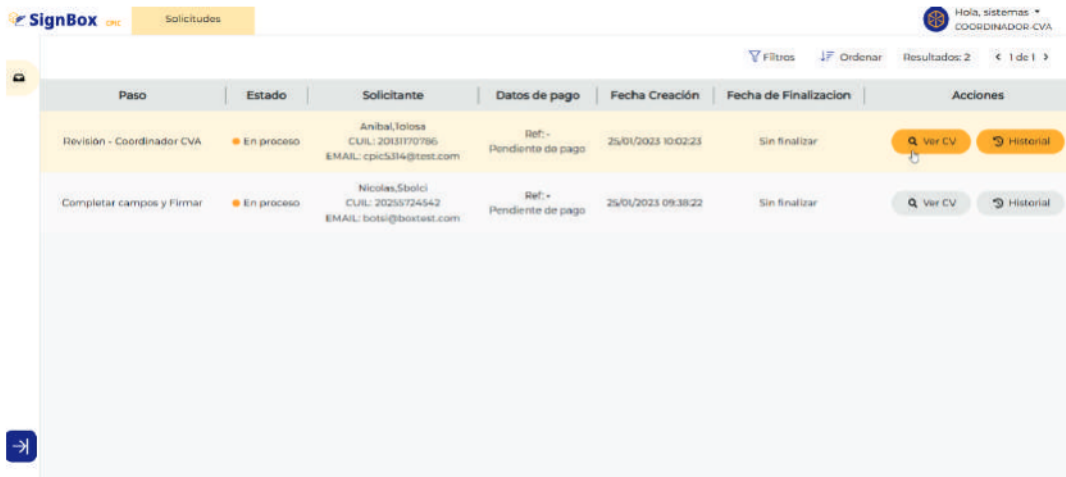 SignBox CPIC
Solicitudes
Hola, sistemas
COORDINADOR-CVA
Filtros
Ordenar
Resultados: 2
1 de 1
Paso Estado Solicitante Datos de pago Fecha Creación Fecha de Finalizacion Acciones
Anibal,Tolosa
Revisión - Coordinador CVA
En proceso
CUIL: 20131170786
EMAIL: cpic5314@test.com
Ref: -
Pendiente de pago
25/01/2023 10:02:23
Sin finalizar
Ver CV
Historial
Nicolas,Sbolci
Completar campos y Firmar
En proceso
CUIL: 20255724542
EMAIL: botsi@boxtest.com
Ref: -
Pendiente de pago
25/01/2023 09:38:22
Sin finalizar
Ver CV
Historial